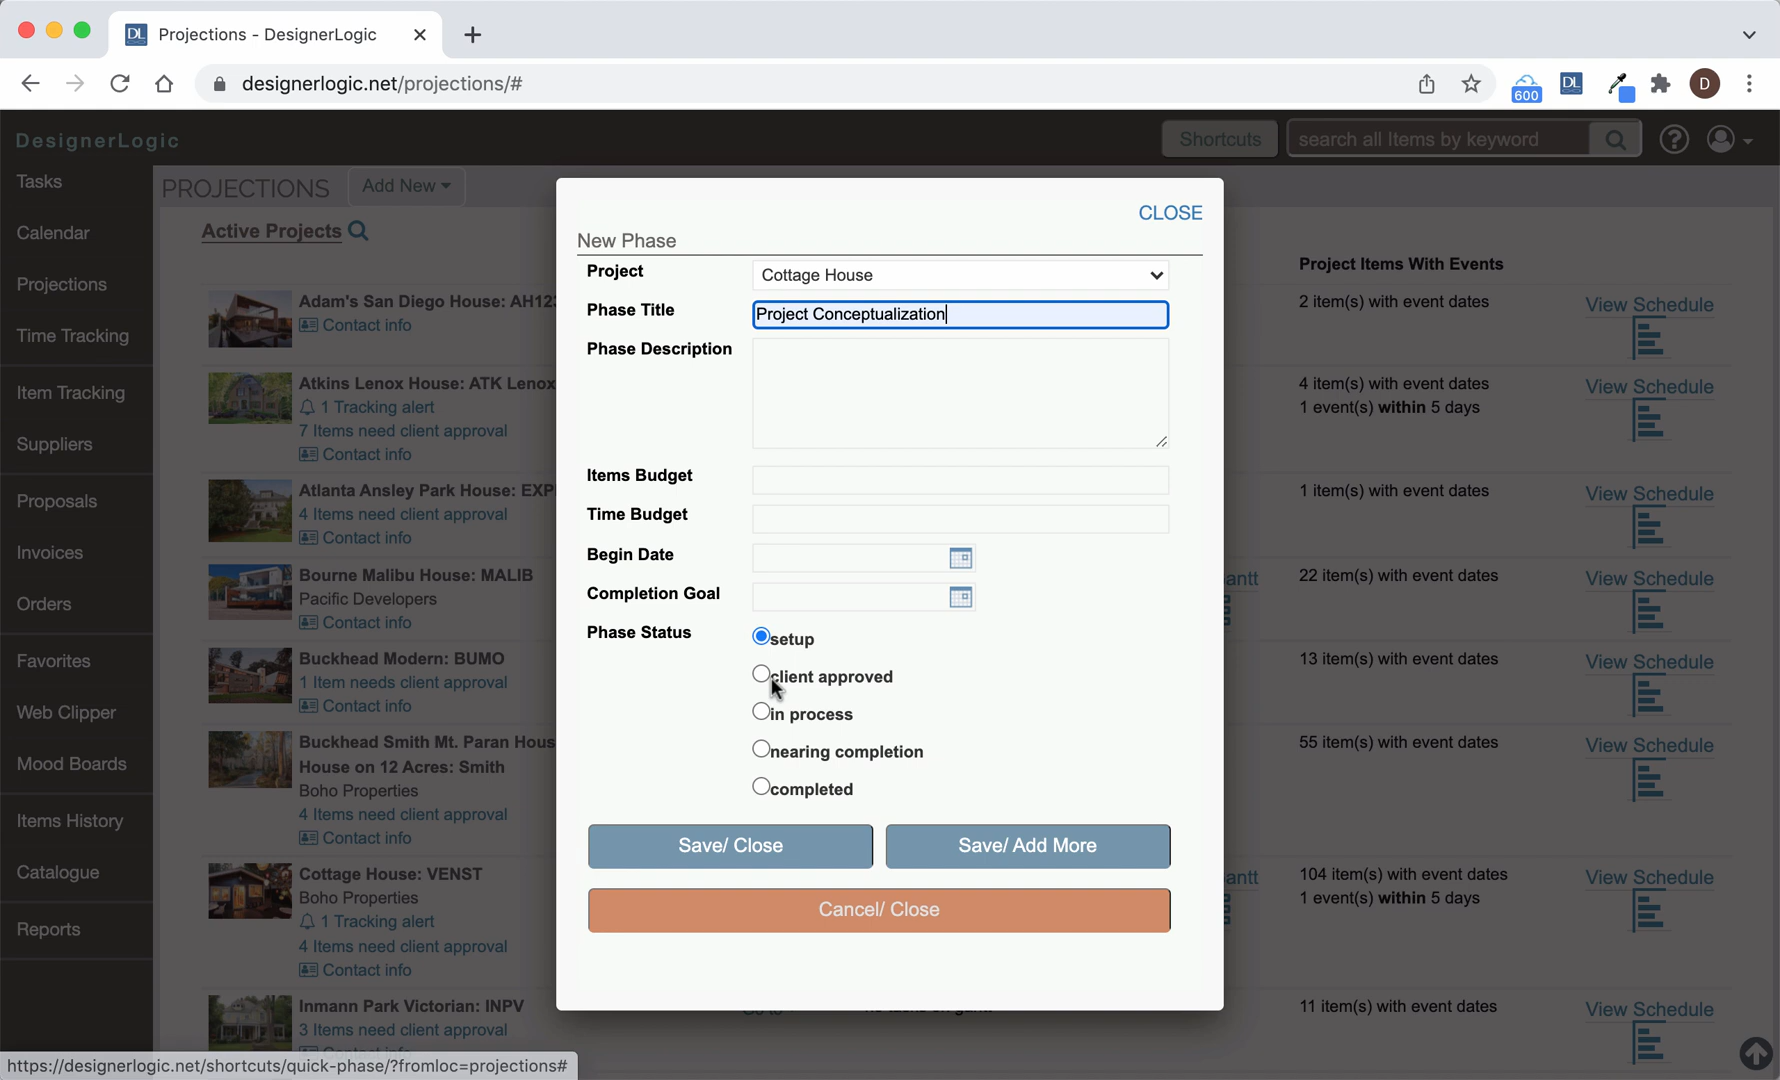 Projections - DesignerLogic
designerlogic.net/projections/#
600
DL
D
DesignerLogic
Shortcuts
search all Items by keyword
Tasks
Calendar
Projections
Time Tracking
Item Tracking
Suppliers
Proposals
Invoices
Orders
Favorites
Web Clipper
Mood Boards
Items History
Catalogue
Reports
PROJECTIONS
Add New
Active Projects
Adam's San Diego House: AH123
Contact info
Atkins Lenox House: ATK Lenox
1 Tracking alert
7 Items need client approval
Contact info
Atlanta Ansley Park House: EXP
4 Items need client approval
Contact info
Bourne Malibu House: MALIB
Pacific Developers
Contact info
Buckhead Modern: BUMO
1 Item needs client approval
Contact info
Buckhead Smith Mt. Paran Hous
House on 12 Acres: Smith
Boho Properties
4 Items need client approval
Contact info
Cottage House: VENST
Boho Properties
1 Tracking alert
4 Items need client approval
Contact info
Inmann Park Victorian: INPV
3 Items need client approval
CLOSE
New Phase
Project
Cottage House
Phase Title
Project Conceptualization
Phase Description
Items Budget
Time Budget
Begin Date
Completion Goal
Phase Status
setup
client approved
in process
nearing completion
completed
Save/ Close
Save/ Add More
Cancel/ Close
Project Items With Events
2 item(s) with event dates
View Schedule
4 item(s) with event dates
1 event(s) within 5 days
View Schedule
1 item(s) with event dates
View Schedule
antt
22 item(s) with event dates
View Schedule
13 item(s) with event dates
View Schedule
55 item(s) with event dates
View Schedule
antt
104 item(s) with event dates
1 event(s) within 5 days
View Schedule
11 item(s) with event dates
View Schedule
https://designerlogic.net/shortcuts/quick-phase/?fromloc=projections#